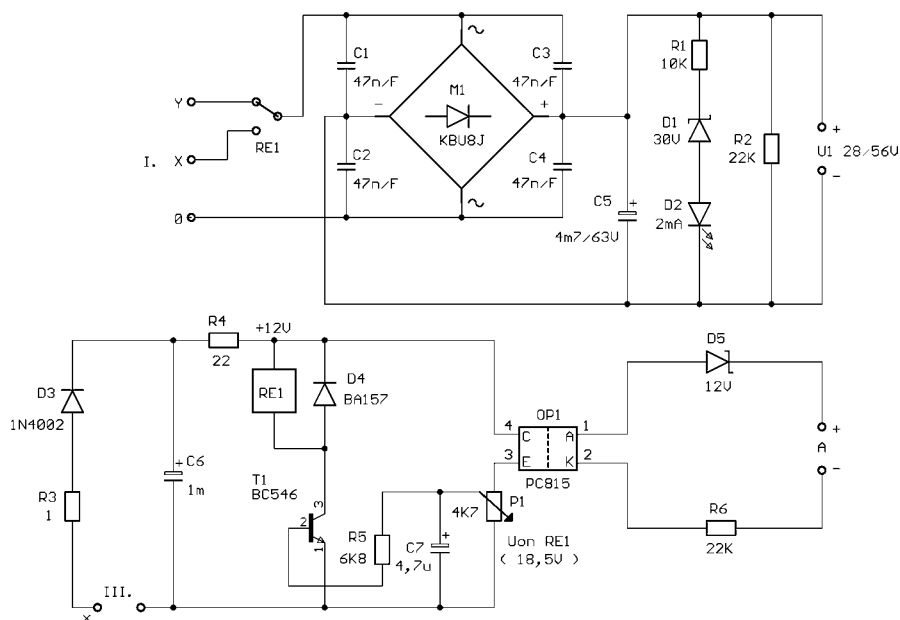 C1
47n/F
C3
47n/F
M1
KBU8J
~
~
-
+
Y
RE1
I. X
0
C2
47n/F
C4
47n/F
C5
+
4m7/63V
R1
10K
D1
30V
D2
2mA
R2
22K
+
U1 28/56V
-
R4
22
+12V
D3
1N4002
RE1
D4
BA157
C6
+
1m
R3
1
III.
X
T1
BC546
3
2
1
R5
6K8
C7
+
4,7u
OP1
4 C A 1
3 E K 2
PC815
4K7
P1
Uon RE1
( 18,5V )
D5
12V
+
A
-
R6
22K